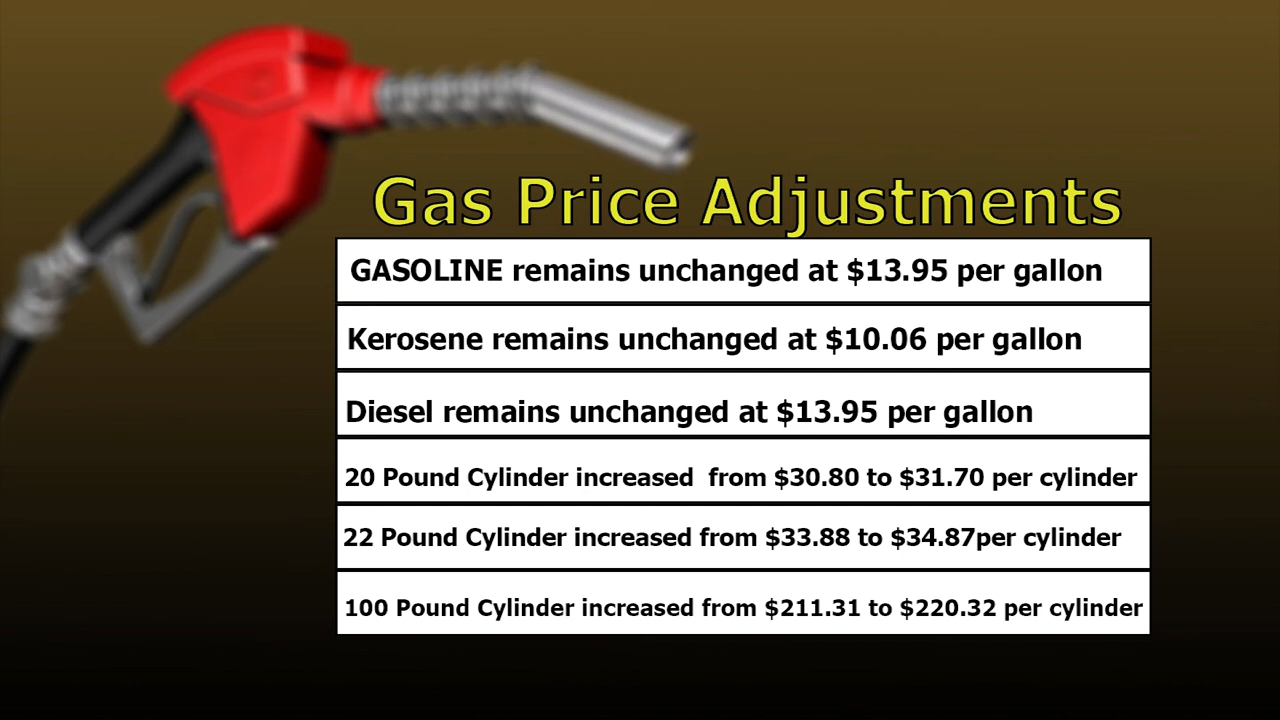 Gas Price Adjustments
GASOLINE remains unchanged at $13.95 per gallon
Kerosene remains unchanged at $10.06 per gallon
Diesel remains unchanged at $13.95 per gallon
20 Pound Cylinder increased  from $30.80 to $31.70 per cylinder
22 Pound Cylinder increased from $33.88 to $34.87per cylinder
100 Pound Cylinder increased from $211.31 to $220.32 per cylinder